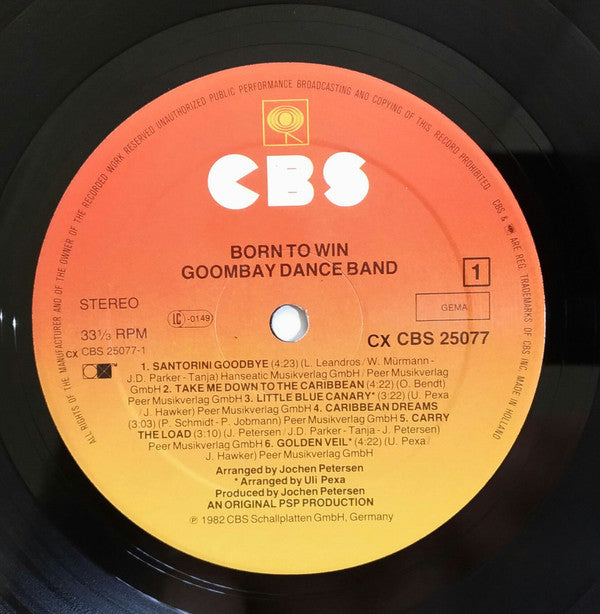 ALL RIGHTS OF THE MANUFACTURER AND OF THE OWNER OF THE RECORDED WORK RESERVED UNAUTHORIZED PUBLIC PERFORMANCE BROADCASTING AND COPYING OF THIS RECORD PROHIBITED. CBS & ARE REG. TRADEMARKS OF CBS INC. MADE IN HOLLAND
CBS
BORN TO WIN
GOOMBAY DANCE BAND
1
STEREO
LC -0149
GEMA
33⅓ RPM
CX CBS 25077
CX CBS 25077-1
1. SANTORINI GOODBYE (4:23) (L. Leandros / W. Mürmann -
J.D. Parker - Tanja) Hanseatic Musikverlag / Peer Musikverlag
GmbH 2. TAKE ME DOWN TO THE CARIBBEAN (4:22) (O. Bendt)
Peer Musikverlag GmbH 3. LITTLE BLUE CANARY* (3:22) (U. Pexa
/ J. Hawker) Peer Musikverlag GmbH 4. CARIBBEAN DREAMS
(3:03) (P. Schmidt - P. Jobmann) Peer Musikverlag GmbH 5. CARRY
THE LOAD (3:10) (J. Petersen / J.D. Parker - Tanja - J. Petersen)
Peer Musikverlag GmbH 6. GOLDEN VEIL* (4:22) (U. Pexa /
J. Hawker) Peer Musikverlag GmbH
Arranged by Jochen Petersen
* Arranged by Uli Pexa
Produced by Jochen Petersen
AN ORIGINAL PSP PRODUCTION
℗ 1982 CBS Schallplatten GmbH, Germany